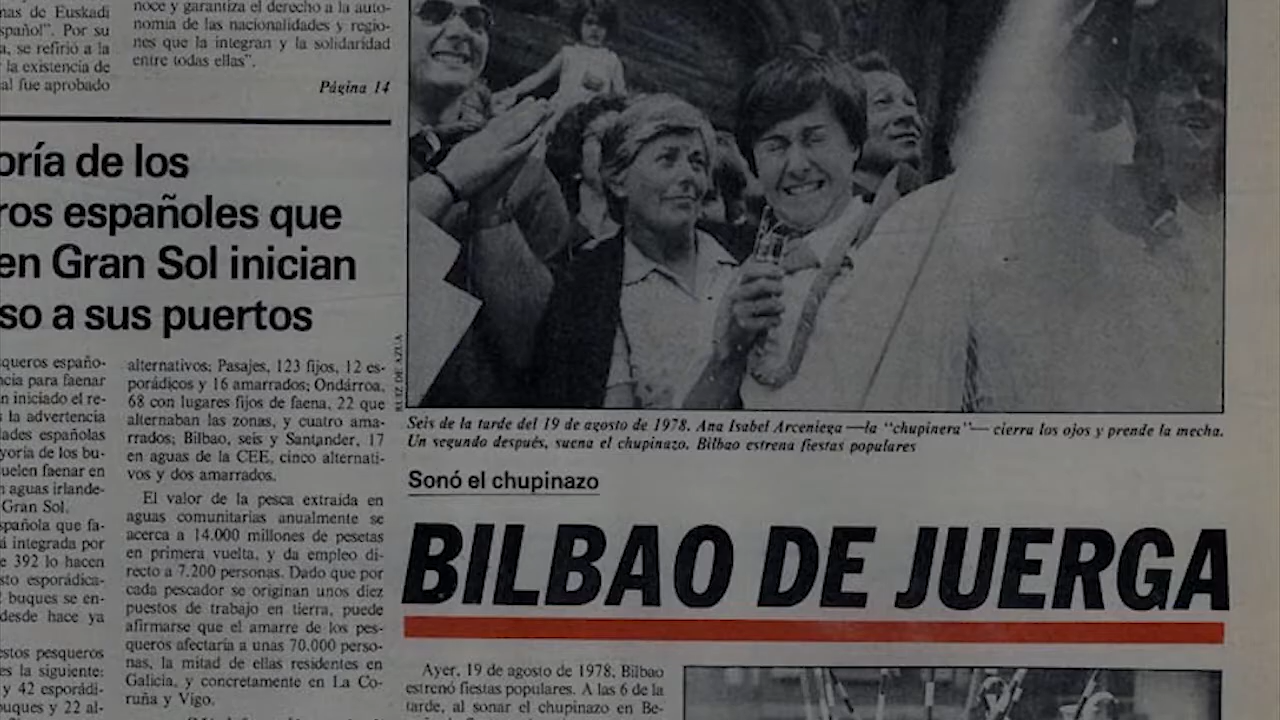 mas de Euskadi
spañol”. Por su
a, se refirió a la
la existencia de
al fue aprobado
noce y garantiza el derecho a la auto-
nomía de las nacionalidades y regio-
nes que la integran y la solidaridad
entre todas ellas”.
Página 14
oría de los
ros españoles que
en Gran Sol inician
so a sus puertos
squeros españo-
ncia para faenar
n iniciado el re-
s la advertencia
dades españolas
yoría de los bu-
uelen faenar en
n aguas irlande-
Gran Sol.
spañola que fa-
á integrada por
e 392 lo hacen
sto esporádica-
buques se en-
desde hace ya
estos pesqueros
es la siguiente:
y 42 esporádi-
buques y 22 al-
alternativos; Pasajes, 123 fijos, 12 es-
porádicos y 16 amarrados; Ondárroa,
68 con lugares fijos de faena, 22 que
alternaban las zonas, y cuatro ama-
rrados; Bilbao, seis y Santander, 17
en aguas de la CEE, cinco alternati-
vos y dos amarrados.
El valor de la pesca extraída en
aguas comunitarias anualmente se
acerca a 14.000 millones de pesetas
en primera vuelta, y da empleo di-
recto a 7.200 personas. Dado que por
cada pescador se originan unos diez
puestos de trabajo en tierra, puede
afirmarse que el amarre de los pes-
queros afectaría a unas 70.000 perso-
nas, la mitad de ellas residentes en
Galicia, y concretamente en La Co-
ruña y Vigo.
RUIZ DE AZUA
Seis de la tarde del 19 de agosto de 1978. Ana Isabel Arceniega —la “chupinera”— cierra los ojos y prende la mecha.
Un segundo después, suena el chupinazo. Bilbao estrena fiestas populares
Sonó el chupinazo
BILBAO DE JUERGA
Ayer, 19 de agosto de 1978, Bilbao
estrenó fiestas populares. A las 6 de la
tarde, al sonar el chupinazo en Be-